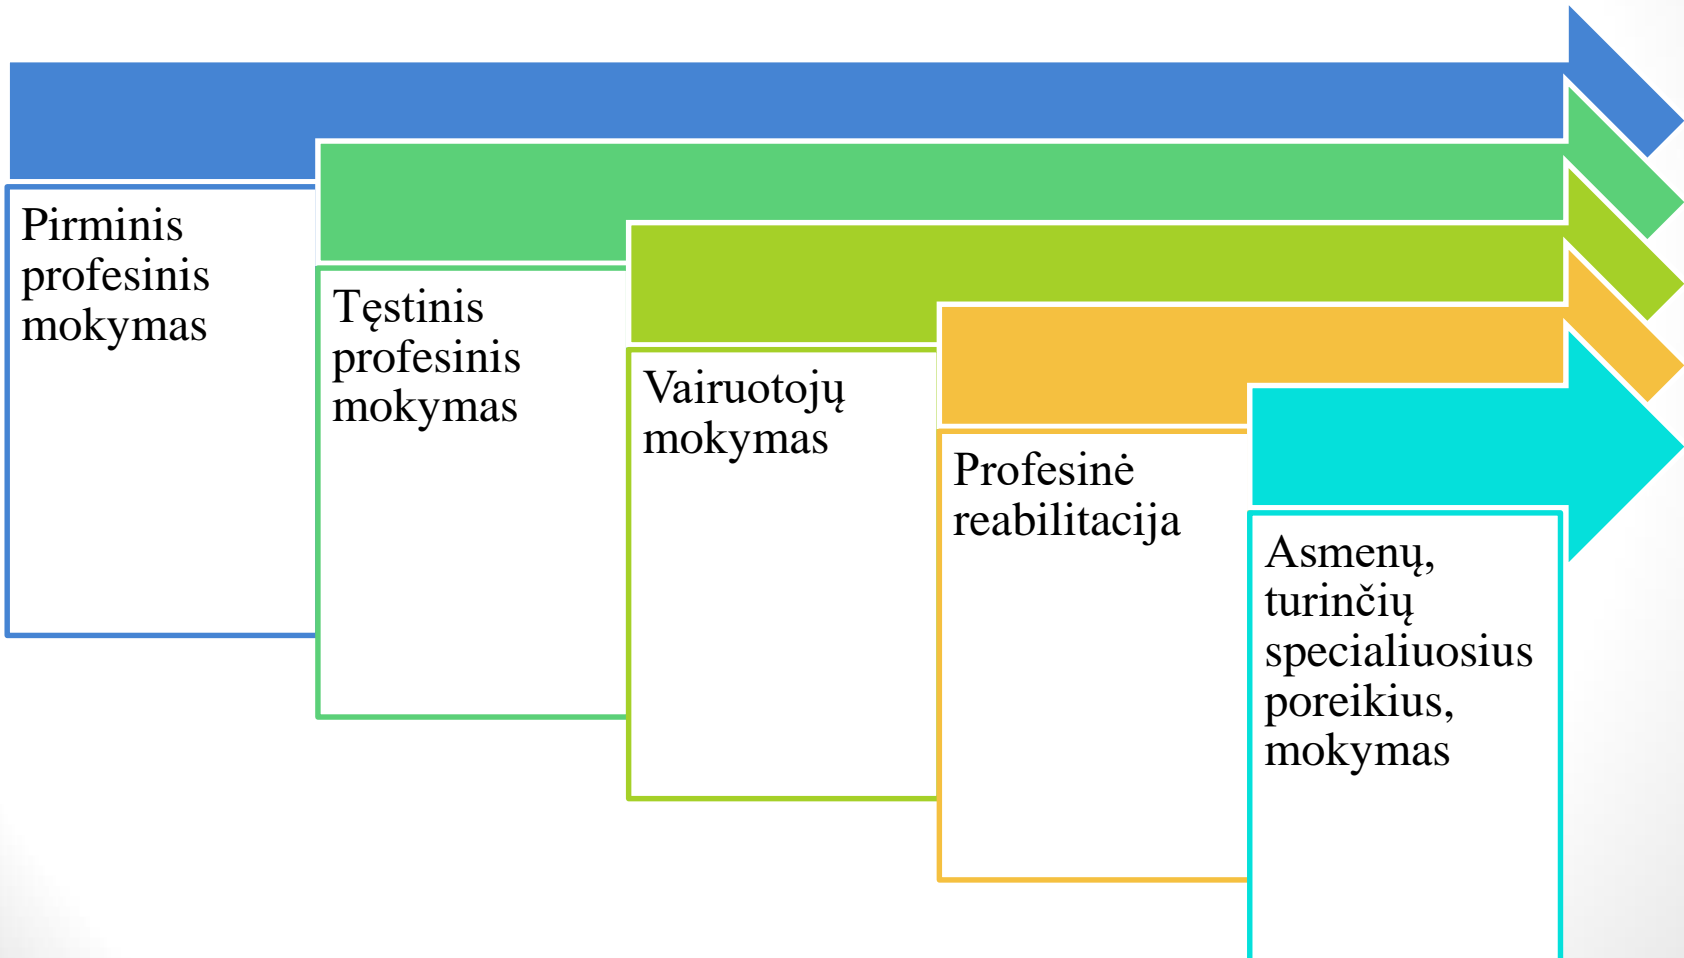 Pirminis
profesinis
mokymas
Tęstinis
profesinis
mokymas
Vairuotojų
mokymas
Profesinė
reabilitacija
Asmenų,
turinčių
specialiuosius
poreikius,
mokymas